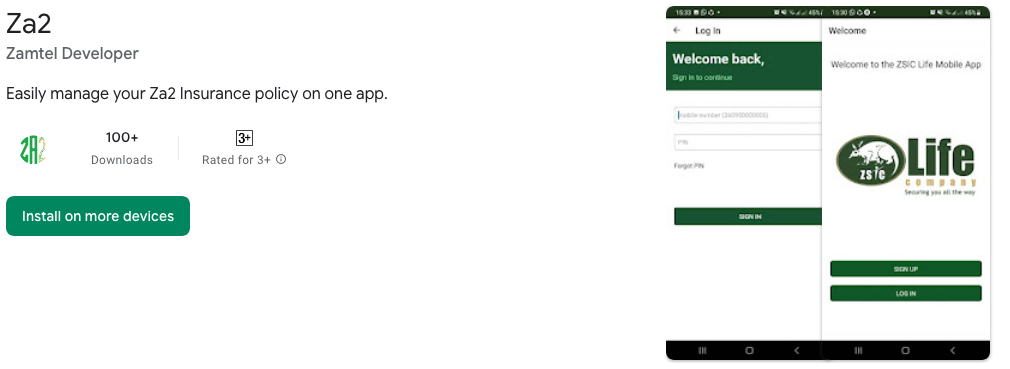 Za2
Zamtel Developer
Easily manage your Za2 Insurance policy on one app.
ZA2
100+
Downloads
3+
Rated for 3+
Install on more devices
15:33
45%
Log In
Welcome back,
Sign in to continue
mobile number (260900000000)
PIN
Forgot PIN
SIGN IN
15:30
45%
Welcome
Welcome to the ZSIC Life Mobile App
zsic
Life
company
Securing you all the way
SIGN UP
LOG IN